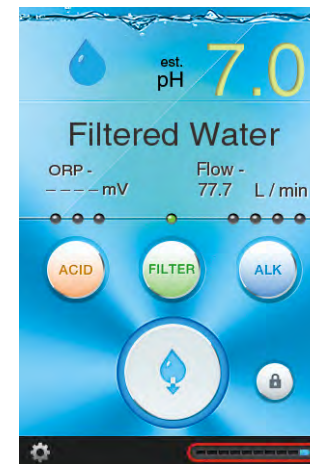 est.
pH 7.0
Filtered Water
ORP - Flow -
---- mV 77.7 L / min
ACID FILTER ALK